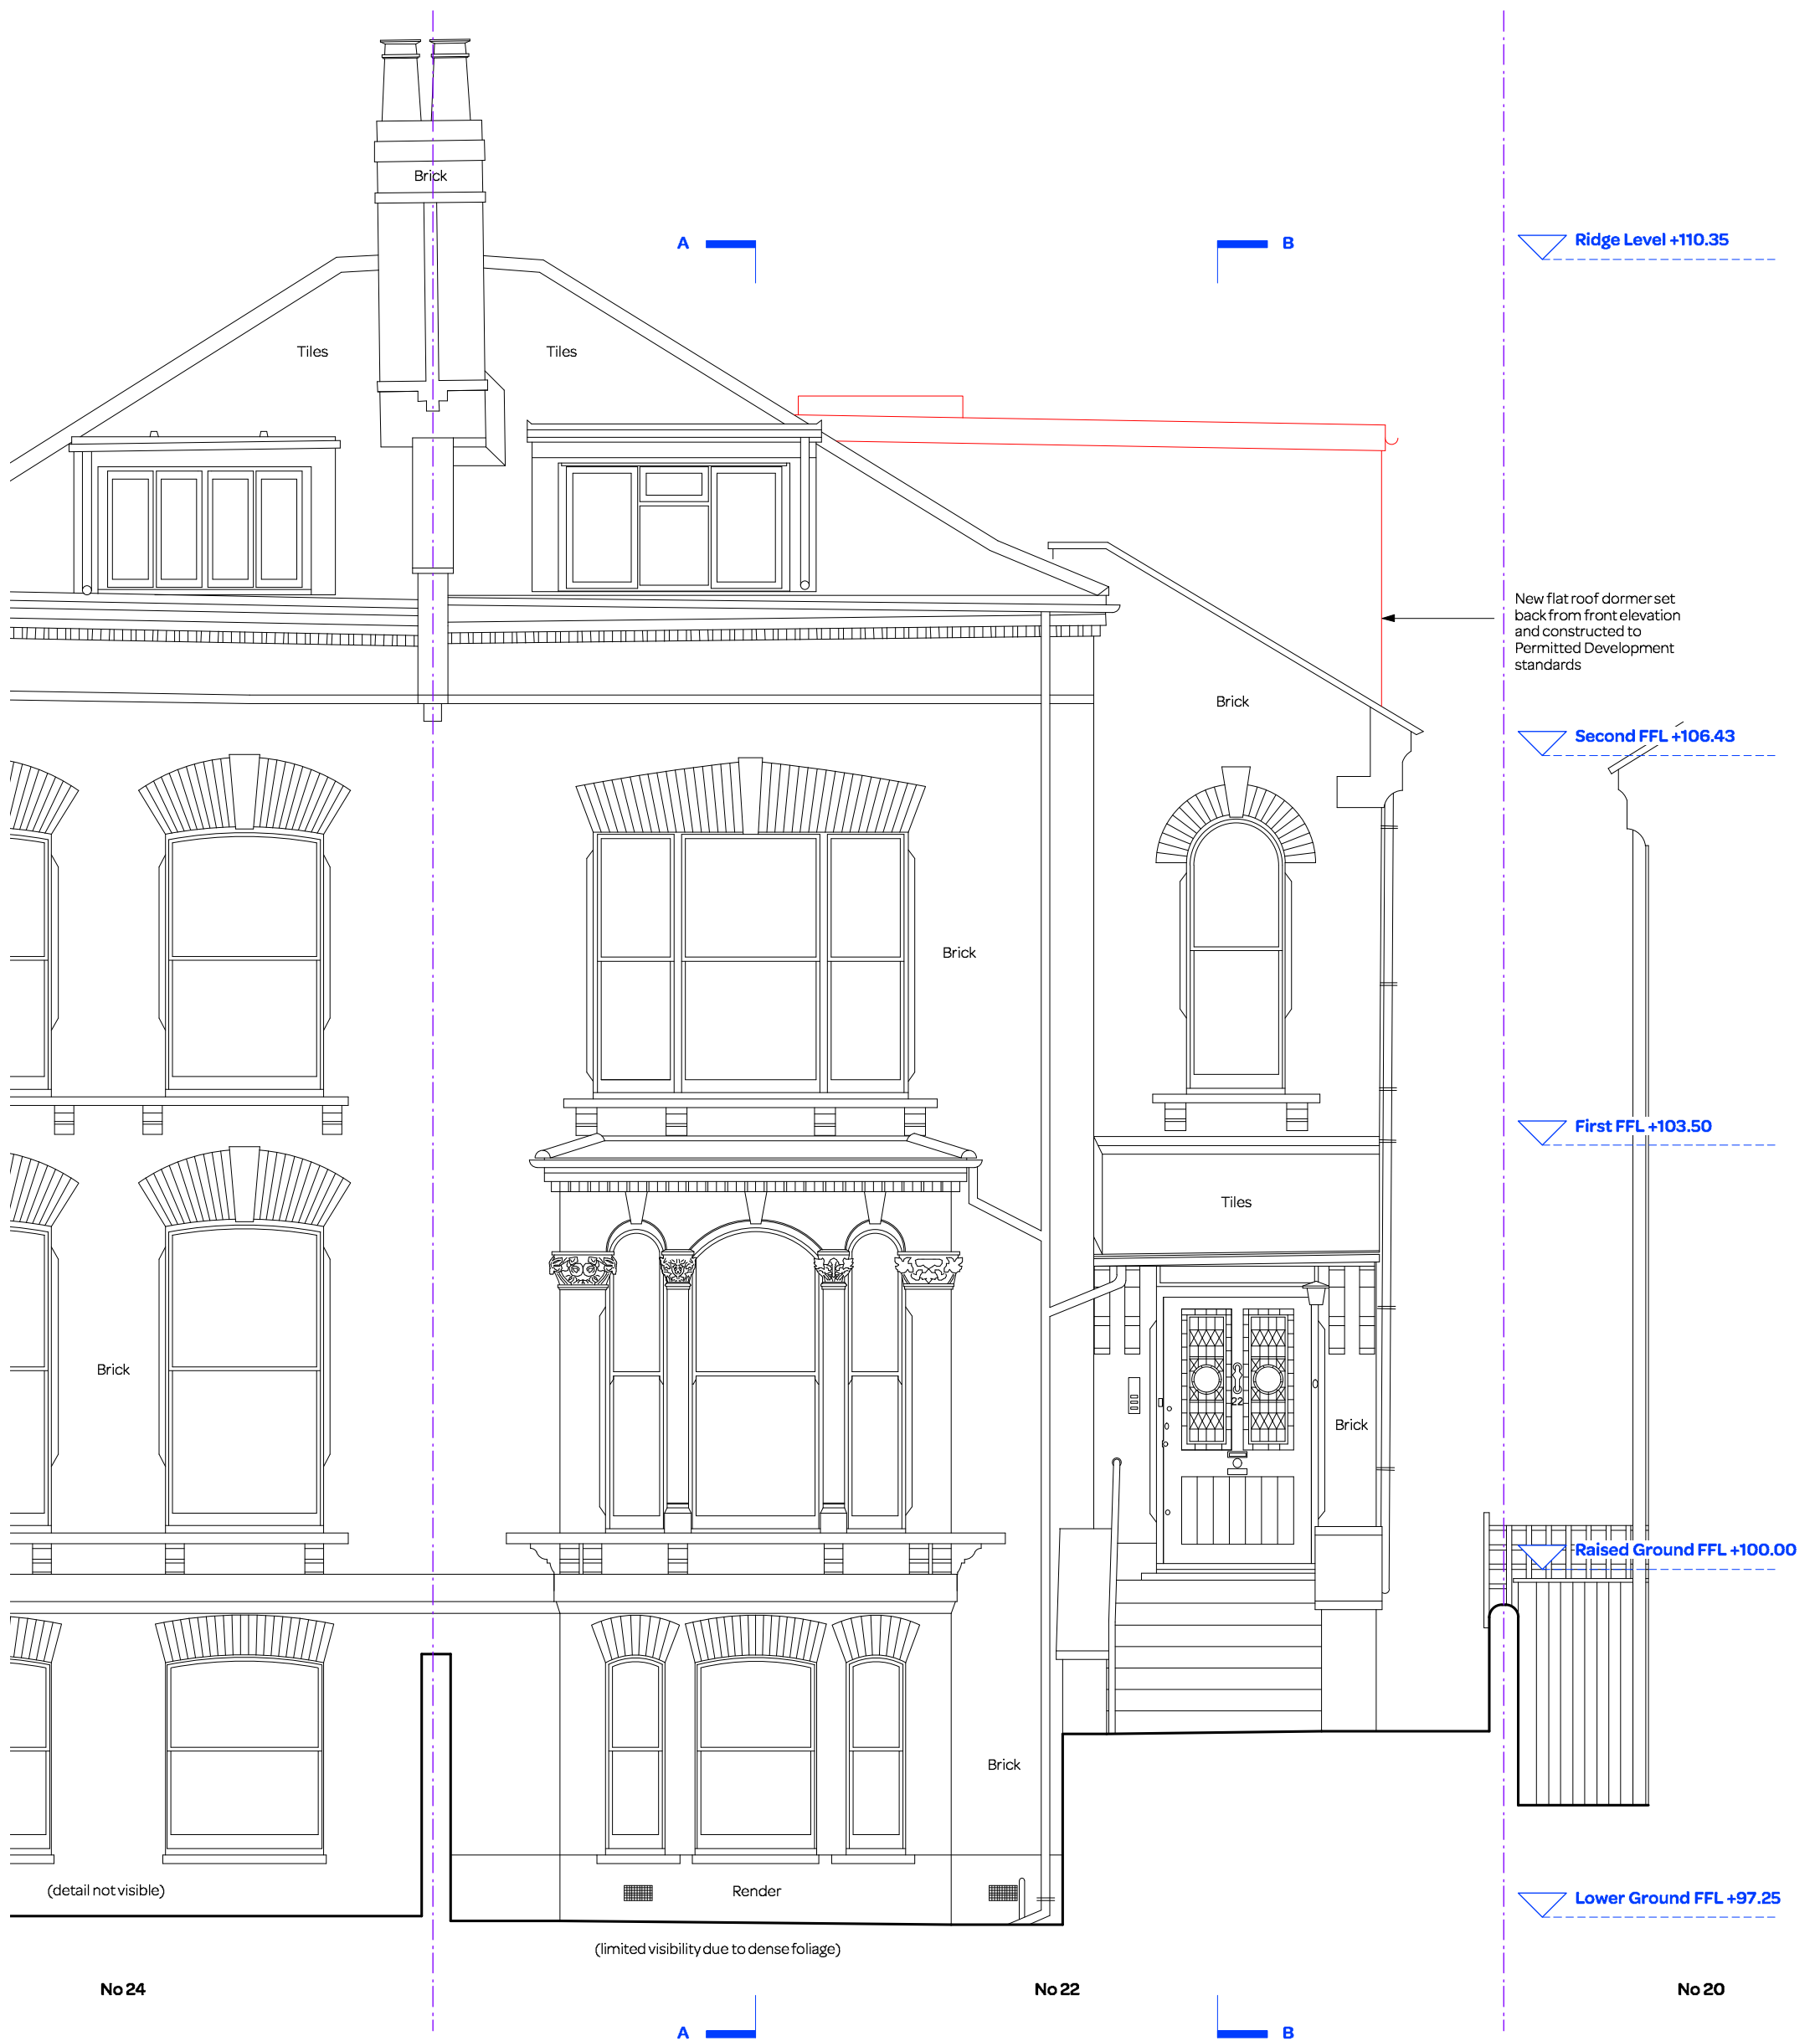 Brick
A
B
Ridge Level +110.35
Tiles
Tiles
New flat roof dormer set
back from front elevation
and constructed to
Permitted Development
standards
Brick
Second FFL +106.43
Brick
First FFL +103.50
Tiles
Brick
22
Brick
Raised Ground FFL +100.00
Brick
(detail not visible)
Render
Lower Ground FFL +97.25
(limited visibility due to dense foliage)
No 24
No 22
No 20
A
B